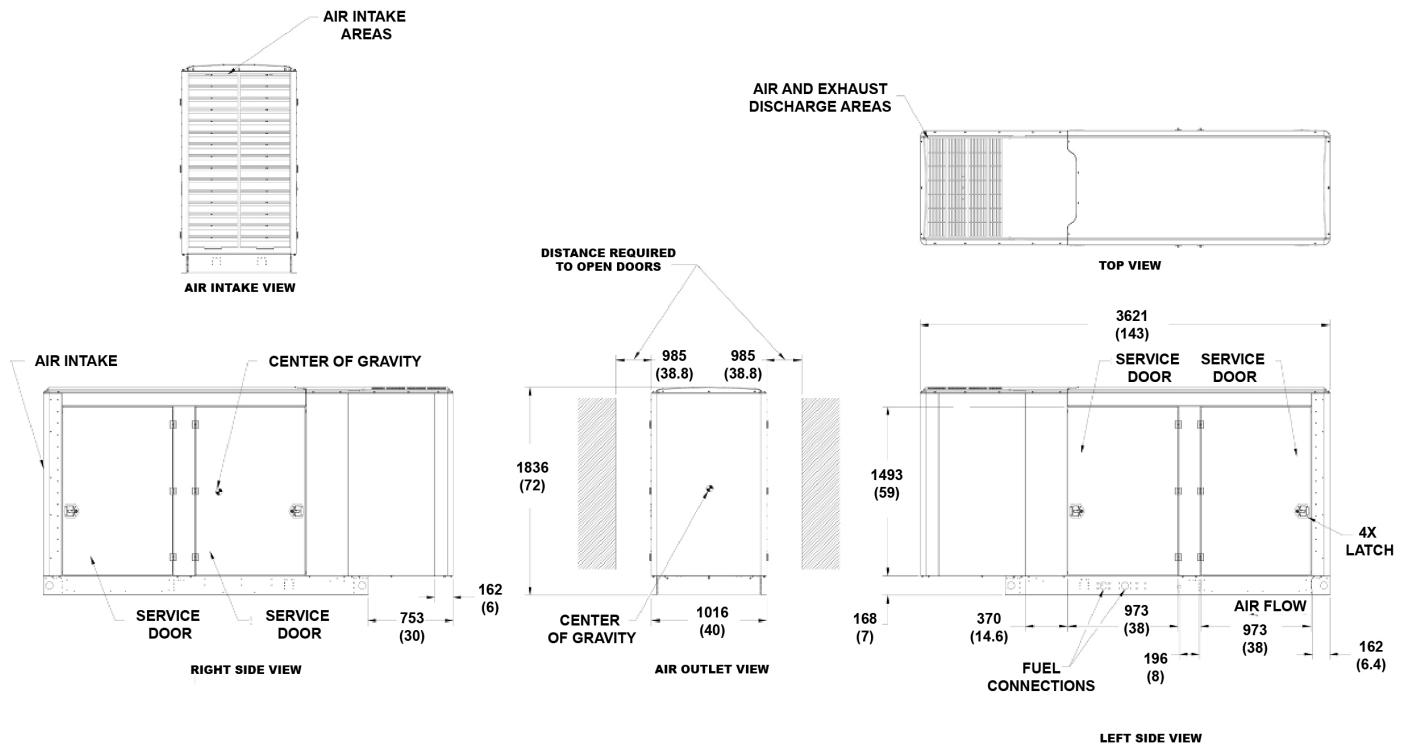 AIR INTAKE
AREAS
AIR INTAKE VIEW
AIR AND EXHAUST
DISCHARGE AREAS
TOP VIEW
DISTANCE REQUIRED
TO OPEN DOORS
AIR INTAKE
CENTER OF GRAVITY
SERVICE
DOOR
SERVICE
DOOR
162
(6)
753
(30)
RIGHT SIDE VIEW
985
(38.8)
985
(38.8)
1836
(72)
CENTER
OF GRAVITY
1016
(40)
AIR OUTLET VIEW
3621
(143)
SERVICE
DOOR
SERVICE
DOOR
1493
(59)
4X
LATCH
168
(7)
370
(14.6)
973
(38)
AIR FLOW
973
(38)
196
(8)
162
(6.4)
FUEL
CONNECTIONS
LEFT SIDE VIEW